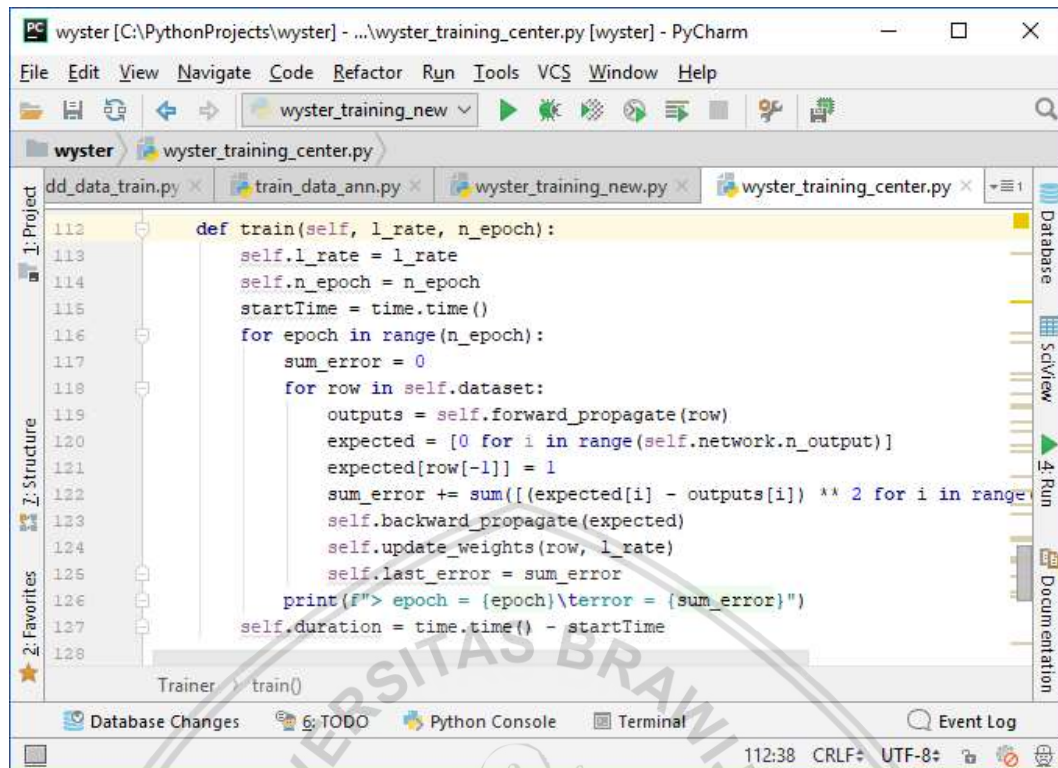 wyster [C:\PythonProjects\wyster] - ...\wyster_training_center.py [wyster] - PyCharm
File Edit View Navigate Code Refactor Run Tools VCS Window Help
wyster_training_new
wyster wyster_training_center.py
dd_data_train.py train_data_ann.py wyster_training_new.py wyster_training_center.py 1
1: Project
7: Structure
2: Favorites
112 def train(self, l_rate, n_epoch):
113 self.l_rate = l_rate
114 self.n_epoch = n_epoch
115 startTime = time.time()
116 for epoch in range(n_epoch):
117 sum_error = 0
118 for row in self.dataset:
119 outputs = self.forward_propagate(row)
120 expected = [0 for i in range(self.network.n_output)]
121 expected[row[-1]] = 1
122 sum_error += sum([(expected[i] - outputs[i]) ** 2 for i in range(
123 self.backward_propagate(expected)
124 self.update_weights(row, l_rate)
125 self.last_error = sum_error
126 print(f"> epoch = {epoch}\terror = {sum_error}")
127 self.duration = time.time() - startTime
128
Database
SciView
4: Run
Documentation
Trainer train()
Database Changes 6: TODO Python Console Terminal Event Log
112:38 CRLF UTF-8